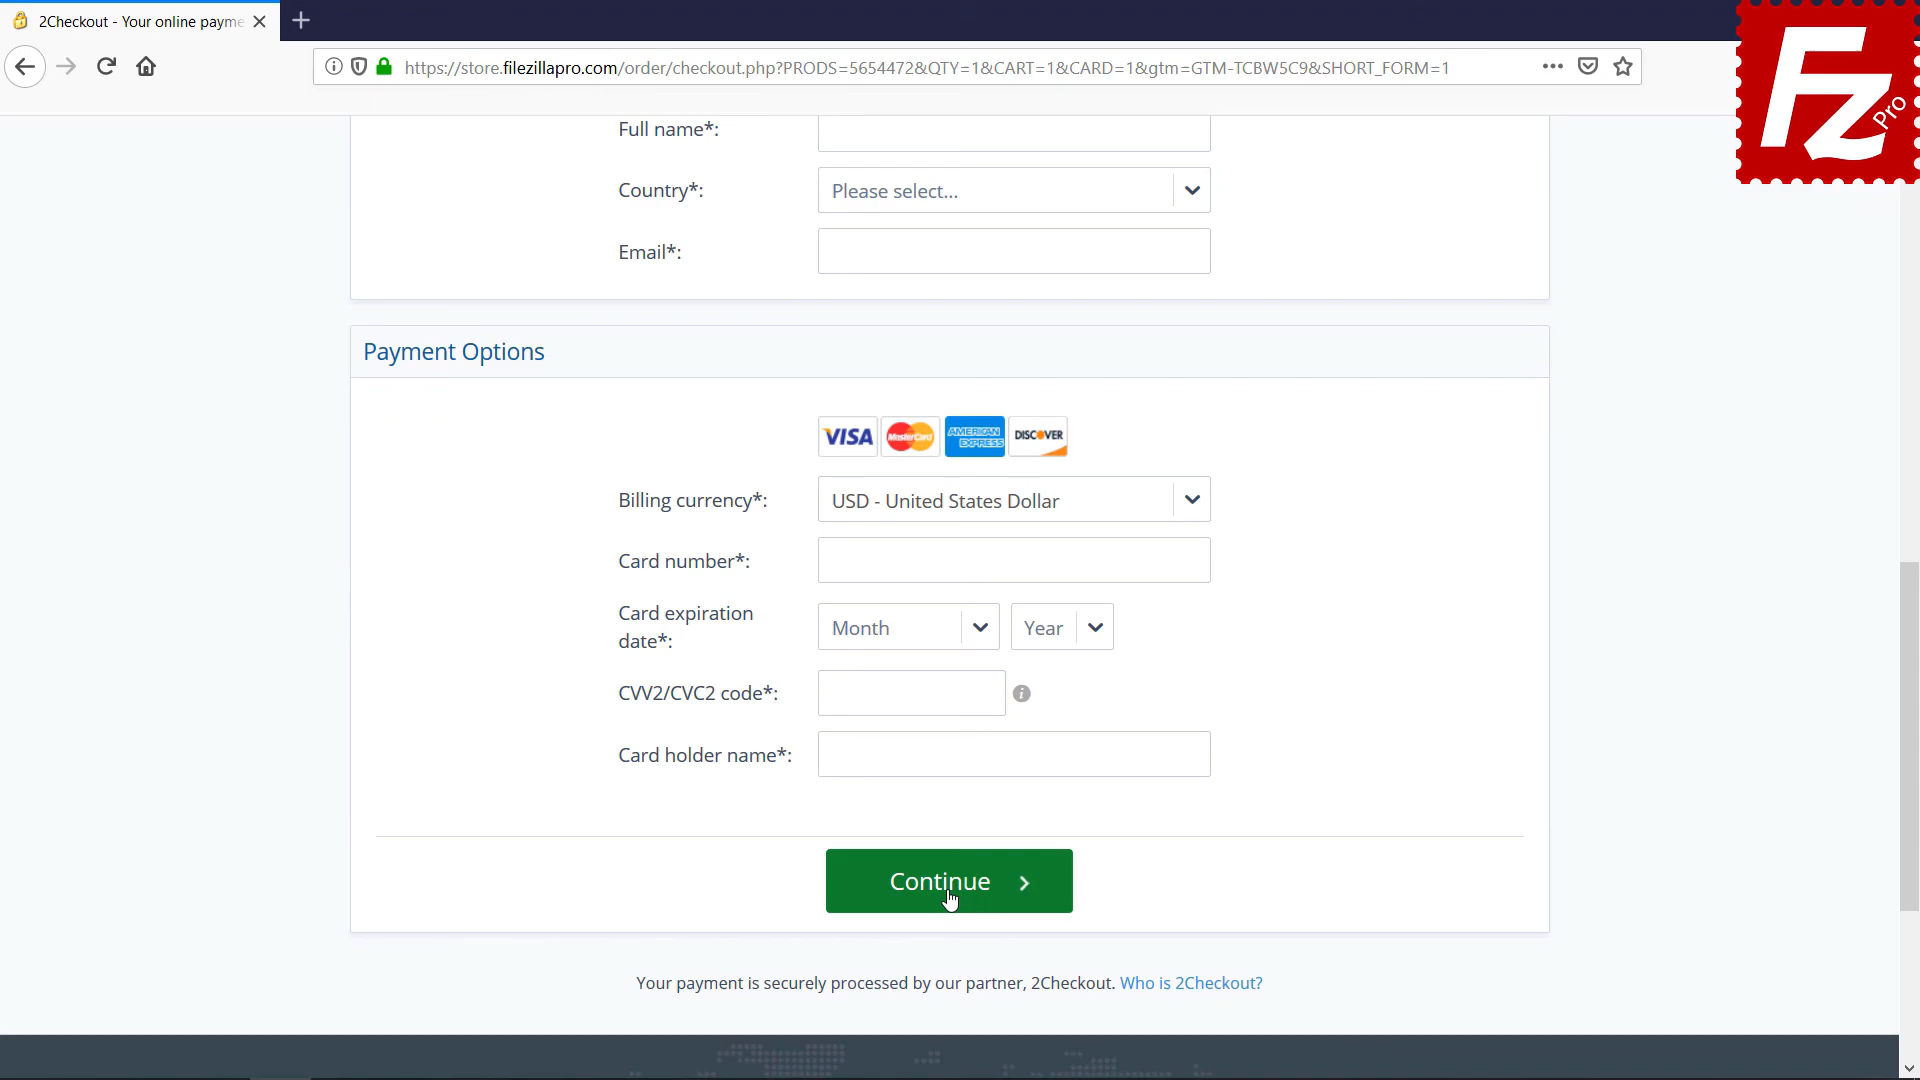 2Checkout - Your online payme
https://store.filezillapro.com/order/checkout.php?PRODS=5654472&QTY=1&CART=1&CARD=1&gtm=GTM-TCBW5C9&SHORT_FORM=1
FZ Pro
Full name*:
Country*: Please select...
Email*:
Payment Options
VISA MasterCard AMERICAN EXPRESS DISCOVER
Billing currency*: USD - United States Dollar
Card number*:
Card expiration
date*: Month Year
CVV2/CVC2 code*:
Card holder name*:
Continue
Your payment is securely processed by our partner, 2Checkout. Who is 2Checkout?